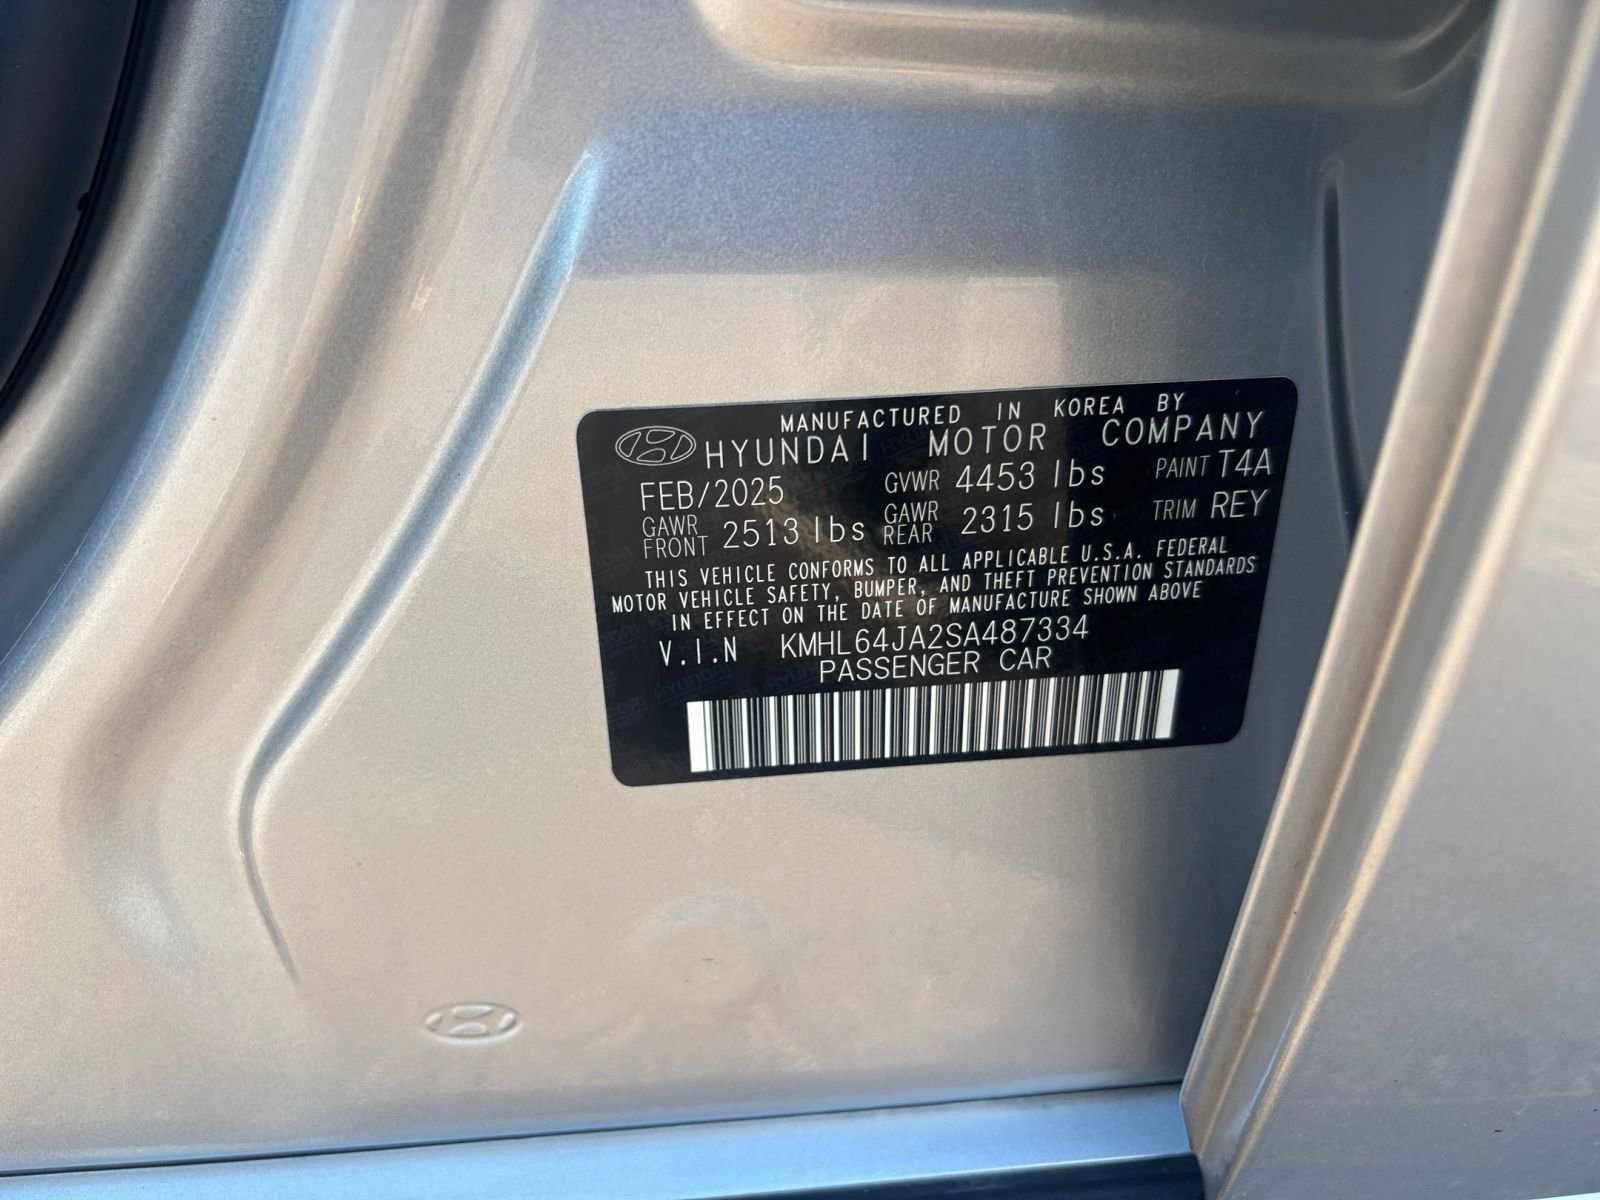 MANUFACTURED IN KOREA BY
HYUNDAI MOTOR COMPANY
FEB/2025 GVWR 4453 lbs PAINT T4A
GAWR FRONT 2513 lbs GAWR REAR 2315 lbs TRIM REY
THIS VEHICLE CONFORMS TO ALL APPLICABLE U.S.A. FEDERAL
MOTOR VEHICLE SAFETY, BUMPER, AND THEFT PREVENTION STANDARDS
IN EFFECT ON THE DATE OF MANUFACTURE SHOWN ABOVE
V.I.N KMHL64JA2SA487334
PASSENGER CAR